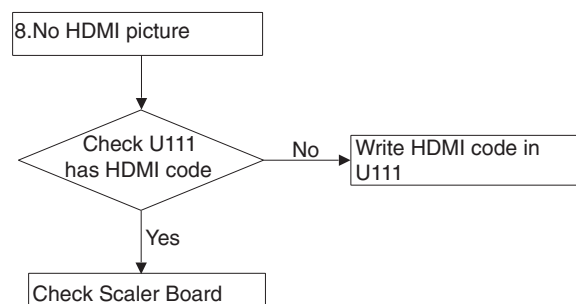 8.No HDMI picture
Check U111
has HDMI code
No
Write HDMI code in
U111
Yes
Check Scaler Board